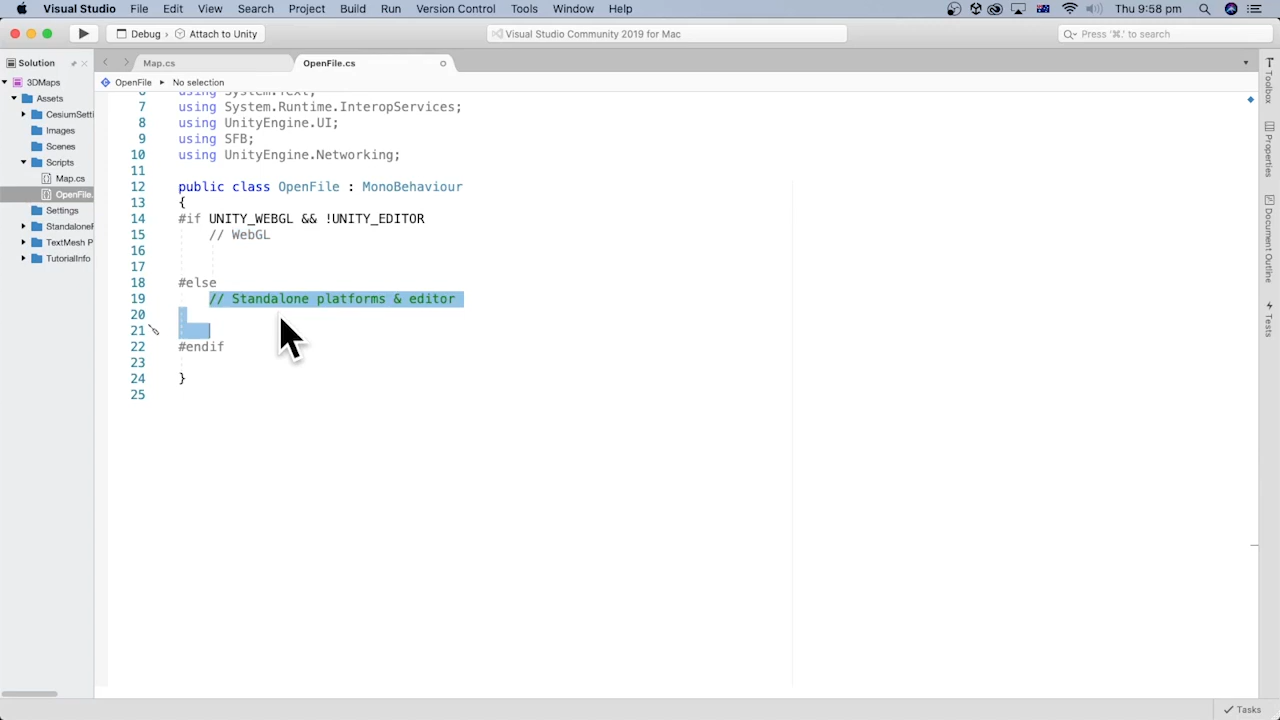 Visual Studio File Edit View Search Project Build Run Version Control Tools Window Help Thu 9:58 pm
Debug › Attach to Unity Visual Studio Community 2019 for Mac Press '⌘.' to search
Solution Map.cs OpenFile.cs
OpenFile ▸ No selection
3DMaps
Assets
CesiumSetti
Images
Scenes
Scripts
Map.cs
OpenFile.
Settings
StandaloneF
TextMesh P
TutorialInfo
6 using System.Text;
7 using System.Runtime.InteropServices;
8 using UnityEngine.UI;
9 using SFB;
10 using UnityEngine.Networking;
11
12 public class OpenFile : MonoBehaviour
13 {
14 #if UNITY_WEBGL && !UNITY_EDITOR
15 // WebGL
16
17
18 #else
19 // Standalone platforms & editor
20
21
22 #endif
23
24 }
25
Toolbox
Properties
Document Outline
Tests
Tasks